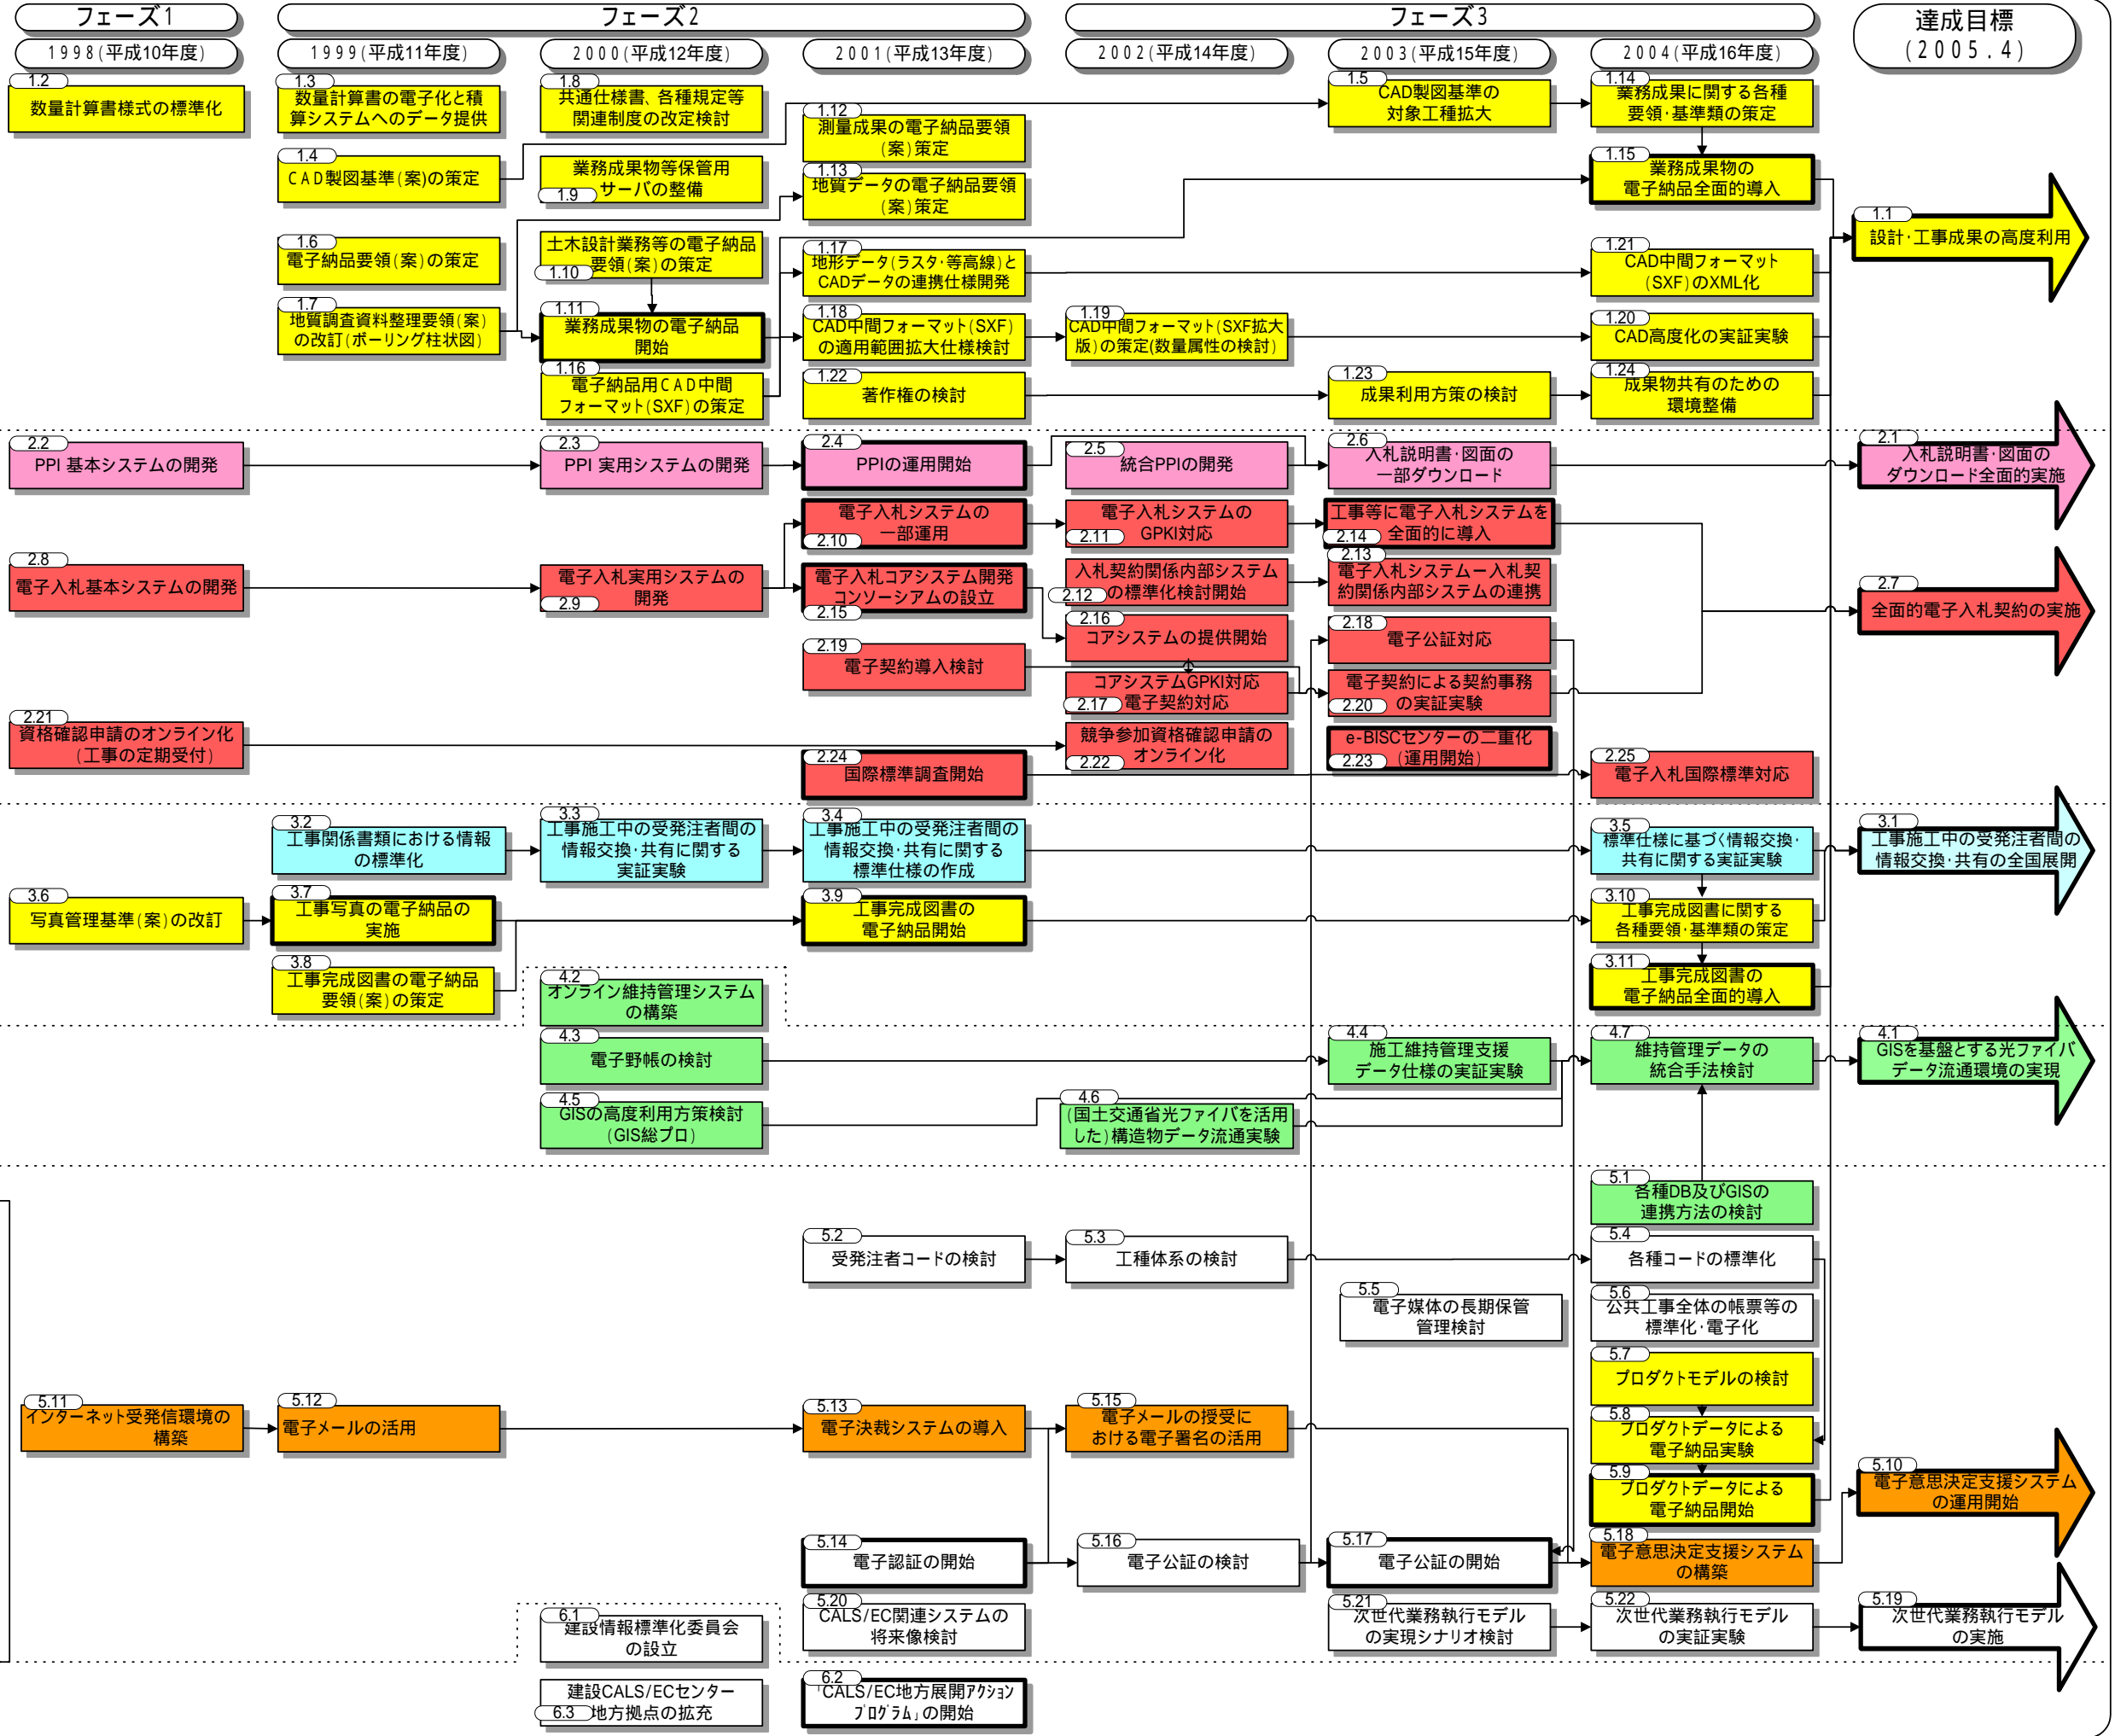 フェーズ1
フェーズ2
フェーズ3
達成目標
(2005.4)
1998(平成10年度)
1999(平成11年度)
2000(平成12年度)
2001(平成13年度)
2002(平成14年度)
2003(平成15年度)
2004(平成16年度)
1.2
数量計算書様式の標準化
1.3
数量計算書の電子化と積
算システムへのデータ提供
1.8
共通仕様書、各種規定等
関連制度の改定検討
1.12
測量成果の電子納品要領
(案)策定
1.5
CAD製図基準の
対象工種拡大
1.14
業務成果に関する各種
要領・基準類の策定
1.4
CAD製図基準(案)の策定
業務成果物等保管用
サーバの整備
1.9
1.13
地質データの電子納品要領
(案)策定
1.15
業務成果物の
電子納品全面的導入
1.1
設計・工事成果の高度利用
1.6
電子納品要領(案)の策定
土木設計業務等の電子納品
要領(案)の策定
1.10
1.17
地形データ(ラスタ・等高線)と
CADデータの連携仕様開発
1.21
CAD中間フォーマット
(SXF)のXML化
1.7
地質調査資料整理要領(案)
の改訂(ボーリング柱状図)
1.11
業務成果物の電子納品
開始
1.18
CAD中間フォーマット(SXF)
の適用範囲拡大仕様検討
1.19
CAD中間フォーマット(SXF拡大
版)の策定(数量属性の検討)
1.20
CAD高度化の実証実験
1.16
電子納品用CAD中間
フォーマット(SXF)の策定
1.22
著作権の検討
1.23
成果利用方策の検討
1.24
成果物共有のための
環境整備
2.2
PPI 基本システムの開発
2.3
PPI 実用システムの開発
2.4
PPIの運用開始
2.5
統合PPIの開発
2.6
入札説明書・図面の
一部ダウンロード
2.1
入札説明書・図面の
ダウンロード全面的実施
電子入札システムの
一部運用
2.10
電子入札システムの
GPKI対応
2.11
工事等に電子入札システムを
全面的に導入
2.14
2.8
電子入札基本システムの開発
電子入札実用システムの
開発
2.9
電子入札コアシステム開発
コンソーシアムの設立
2.15
入札契約関係内部システム
の標準化検討開始
2.12
2.13
電子入札システムー入札契
約関係内部システムの連携
2.7
全面的電子入札契約の実施
2.16
コアシステムの提供開始
2.18
電子公証対応
2.19
電子契約導入検討
コアシステムGPKI対応
電子契約対応
2.17
電子契約による契約事務
の実証実験
2.20
2.21
資格確認申請のオンライン化
(工事の定期受付)
競争参加資格確認申請の
オンライン化
2.22
e-BISCセンターの二重化
(運用開始)
2.23
2.24
国際標準調査開始
2.25
電子入札国際標準対応
3.2
工事関係書類における情報
の標準化
3.3
工事施工中の受発注者間の
情報交換・共有に関する
実証実験
3.4
工事施工中の受発注者間の
情報交換・共有に関する
標準仕様の作成
3.5
標準仕様に基づく情報交換・
共有に関する実証実験
3.1
工事施工中の受発注者間の
情報交換・共有の全国展開
3.6
写真管理基準(案)の改訂
3.7
工事写真の電子納品の
実施
3.9
工事完成図書の
電子納品開始
3.10
工事完成図書に関する
各種要領・基準類の策定
3.8
工事完成図書の電子納品
要領(案)の策定
3.11
工事完成図書の
電子納品全面的導入
4.2
オンライン維持管理システム
の構築
4.3
電子野帳の検討
4.4
施工維持管理支援
データ仕様の実証実験
4.7
維持管理データの
統合手法検討
4.1
GISを基盤とする光ファイバ
データ流通環境の実現
4.5
GISの高度利用方策検討
(GIS総プロ)
4.6
(国土交通省光ファイバを活用
した)構造物データ流通実験
5.1
各種DB及びGISの
連携方法の検討
5.2
受発注者コードの検討
5.3
工種体系の検討
5.4
各種コードの標準化
5.5
電子媒体の長期保管
管理検討
5.6
公共工事全体の帳票等の
標準化・電子化
5.7
プロダクトモデルの検討
5.11
インターネット受発信環境の
構築
5.12
電子メールの活用
5.13
電子決裁システムの導入
5.15
電子メールの授受に
おける電子署名の活用
5.8
プロダクトデータによる
電子納品実験
5.9
プロダクトデータによる
電子納品開始
5.10
電子意思決定支援システム
の運用開始
5.14
電子認証の開始
5.16
電子公証の検討
5.17
電子公証の開始
5.18
電子意思決定支援システム
の構築
6.1
建設情報標準化委員会
の設立
5.20
CALS/EC関連システムの
将来像検討
5.21
次世代業務執行モデル
の実現シナリオ検討
5.22
次世代業務執行モデル
の実証実験
5.19
次世代業務執行モデル
の実施
建設CALS/ECセンター
地方拠点の拡充
6.3
6.2
「CALS/EC地方展開アクション
プログラム」の開始